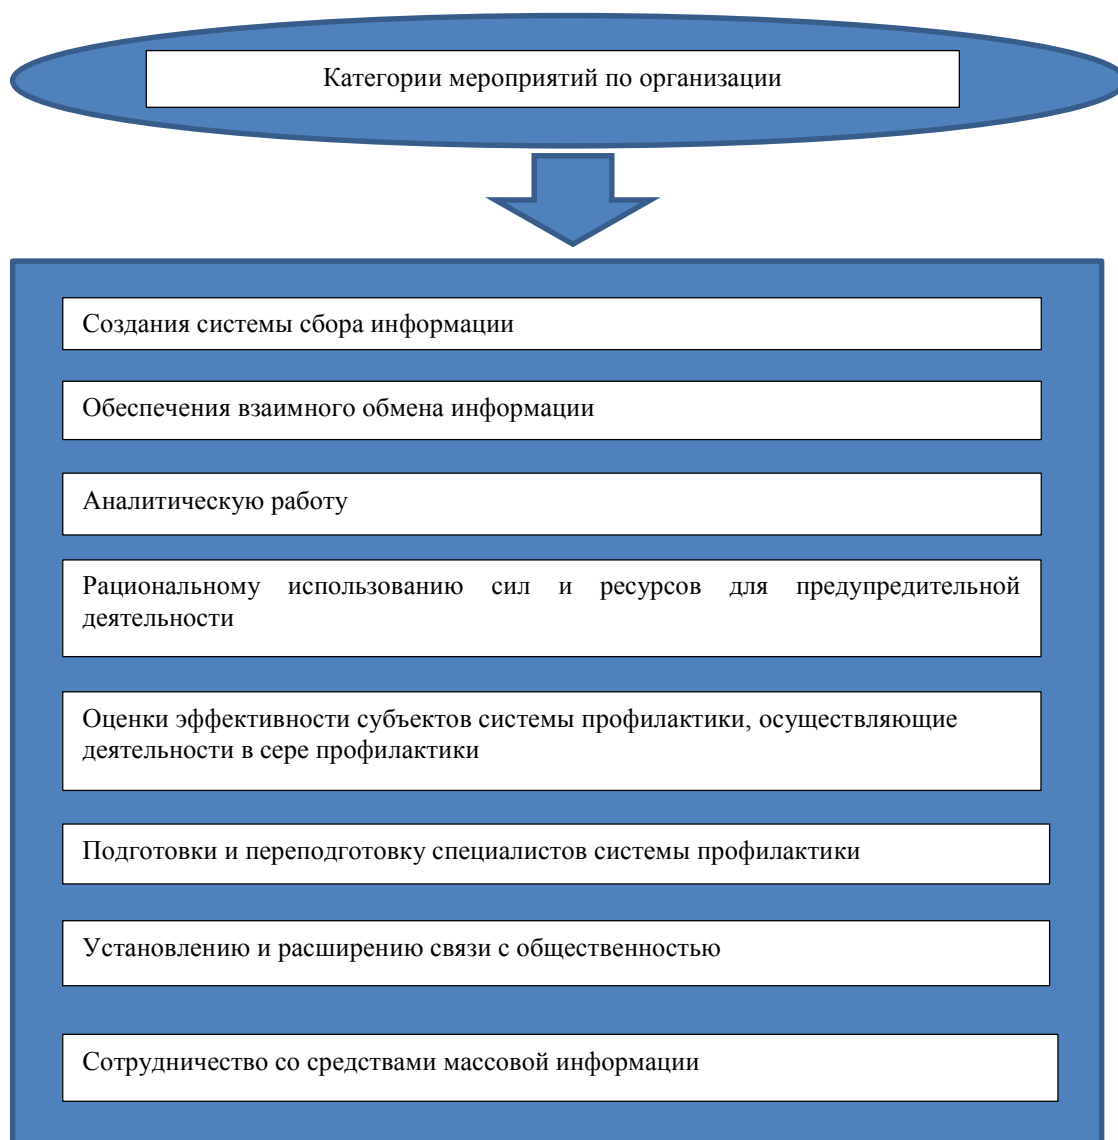 Категории мероприятий по организации
Создания системы сбора информации
Обеспечения взаимного обмена информации
Аналитическую работу
Рациональному использованию сил и ресурсов для предупредительной
деятельности
Оценки эффективности субъектов системы профилактики, осуществляющие
деятельности в сере профилактики
Подготовки и переподготовку специалистов системы профилактики
Установлению и расширению связи с общественностью
Сотрудничество со средствами массовой информации